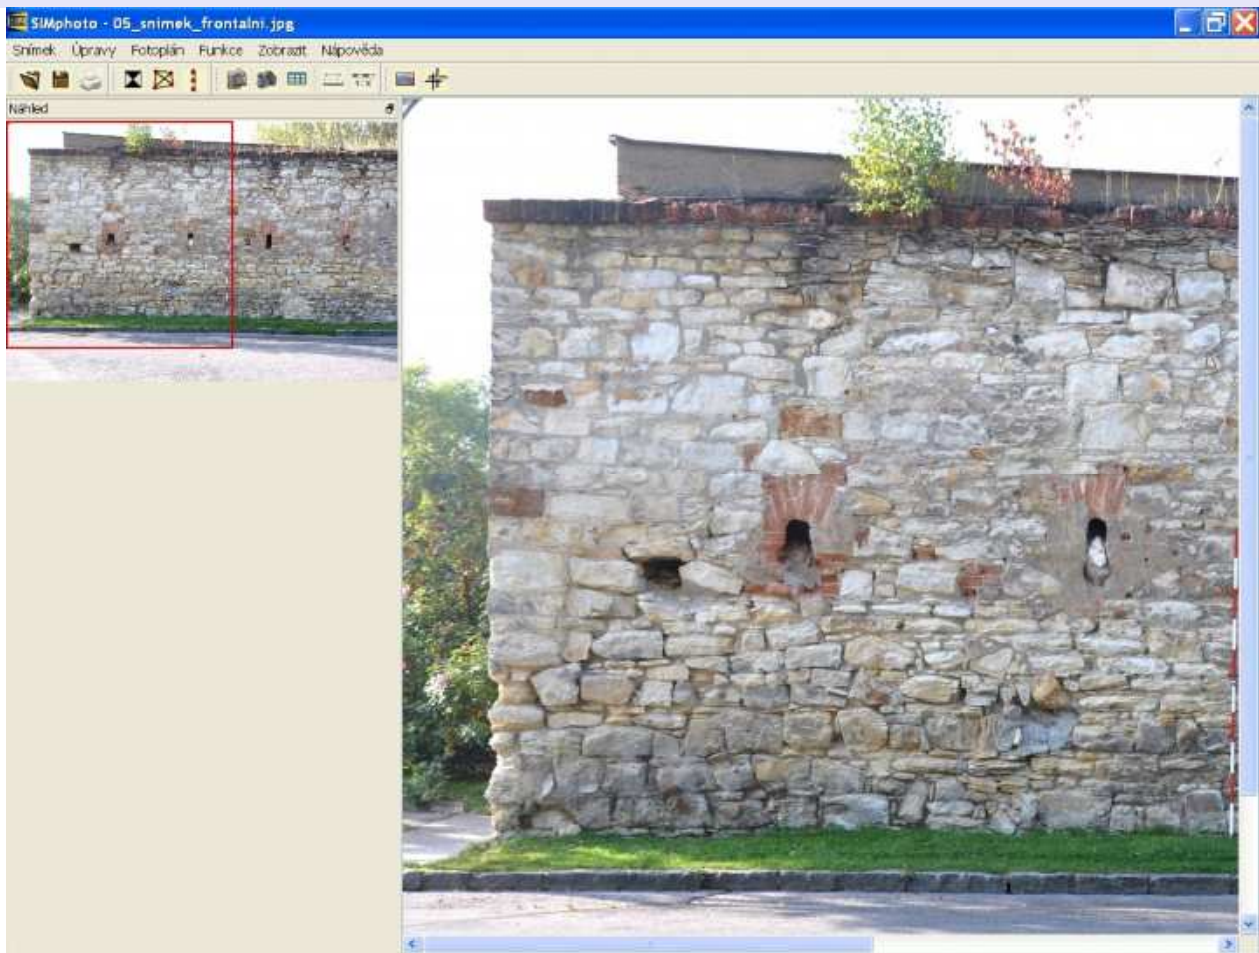 SIMphoto - 05_snimek_frontalni.jpg
Snímek Úpravy Fotoplán Funkce Zobrazit Nápověda
Náhled